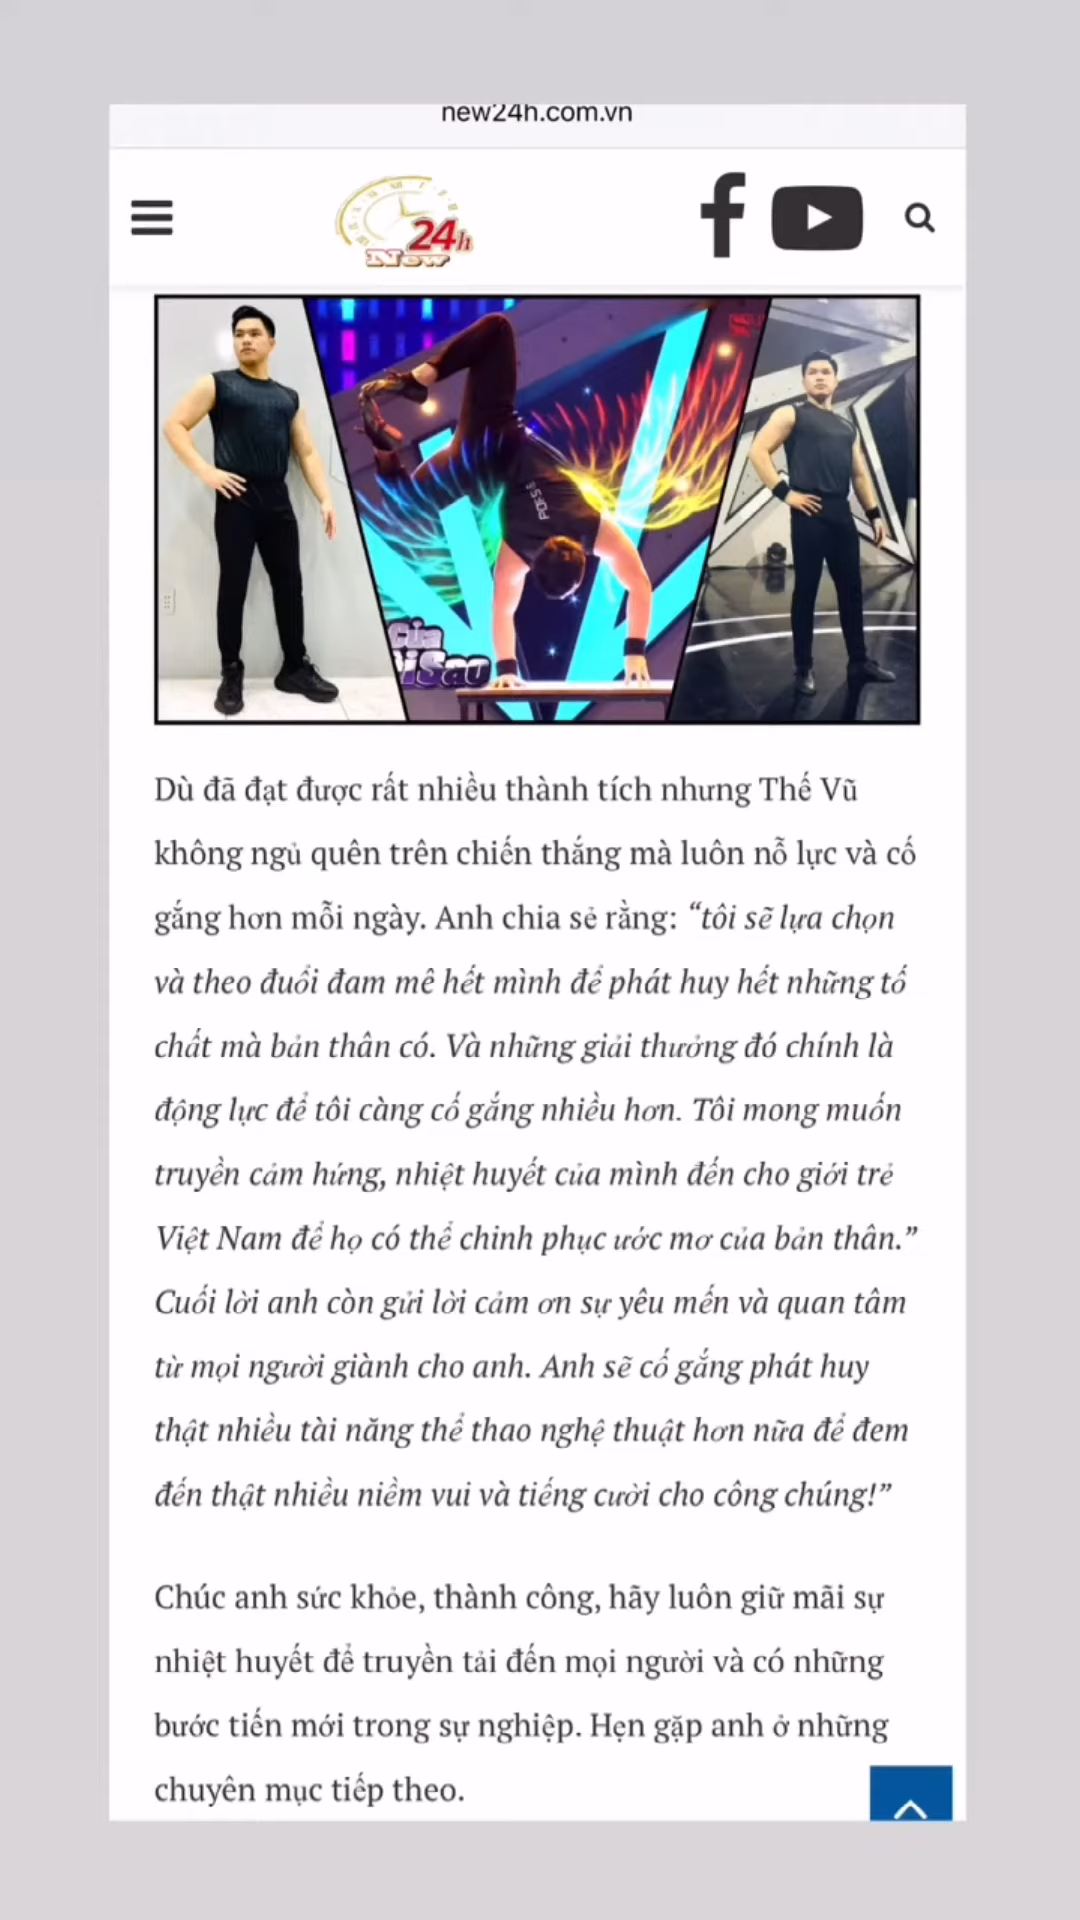 new24h.com.vn
24h
New
PDFSE
Của
iSao
Dù đã đạt được rất nhiều thành tích nhưng Thế Vũ
không ngủ quên trên chiến thắng mà luôn nỗ lực và cố
gắng hơn mỗi ngày. Anh chia sẻ rằng: “tôi sẽ lựa chọn
và theo đuổi đam mê hết mình để phát huy hết những tố
chất mà bản thân có. Và những giải thưởng đó chính là
động lực để tôi càng cố gắng nhiều hơn. Tôi mong muốn
truyền cảm hứng, nhiệt huyết của mình đến cho giới trẻ
Việt Nam để họ có thể chinh phục ước mơ của bản thân.”
Cuối lời anh còn gửi lời cảm ơn sự yêu mến và quan tâm
từ mọi người giành cho anh. Anh sẽ cố gắng phát huy
thật nhiều tài năng thể thao nghệ thuật hơn nữa để đem
đến thật nhiều niềm vui và tiếng cười cho công chúng!”
Chúc anh sức khỏe, thành công, hãy luôn giữ mãi sự
nhiệt huyết để truyền tải đến mọi người và có những
bước tiến mới trong sự nghiệp. Hẹn gặp anh ở những
chuyên mục tiếp theo.